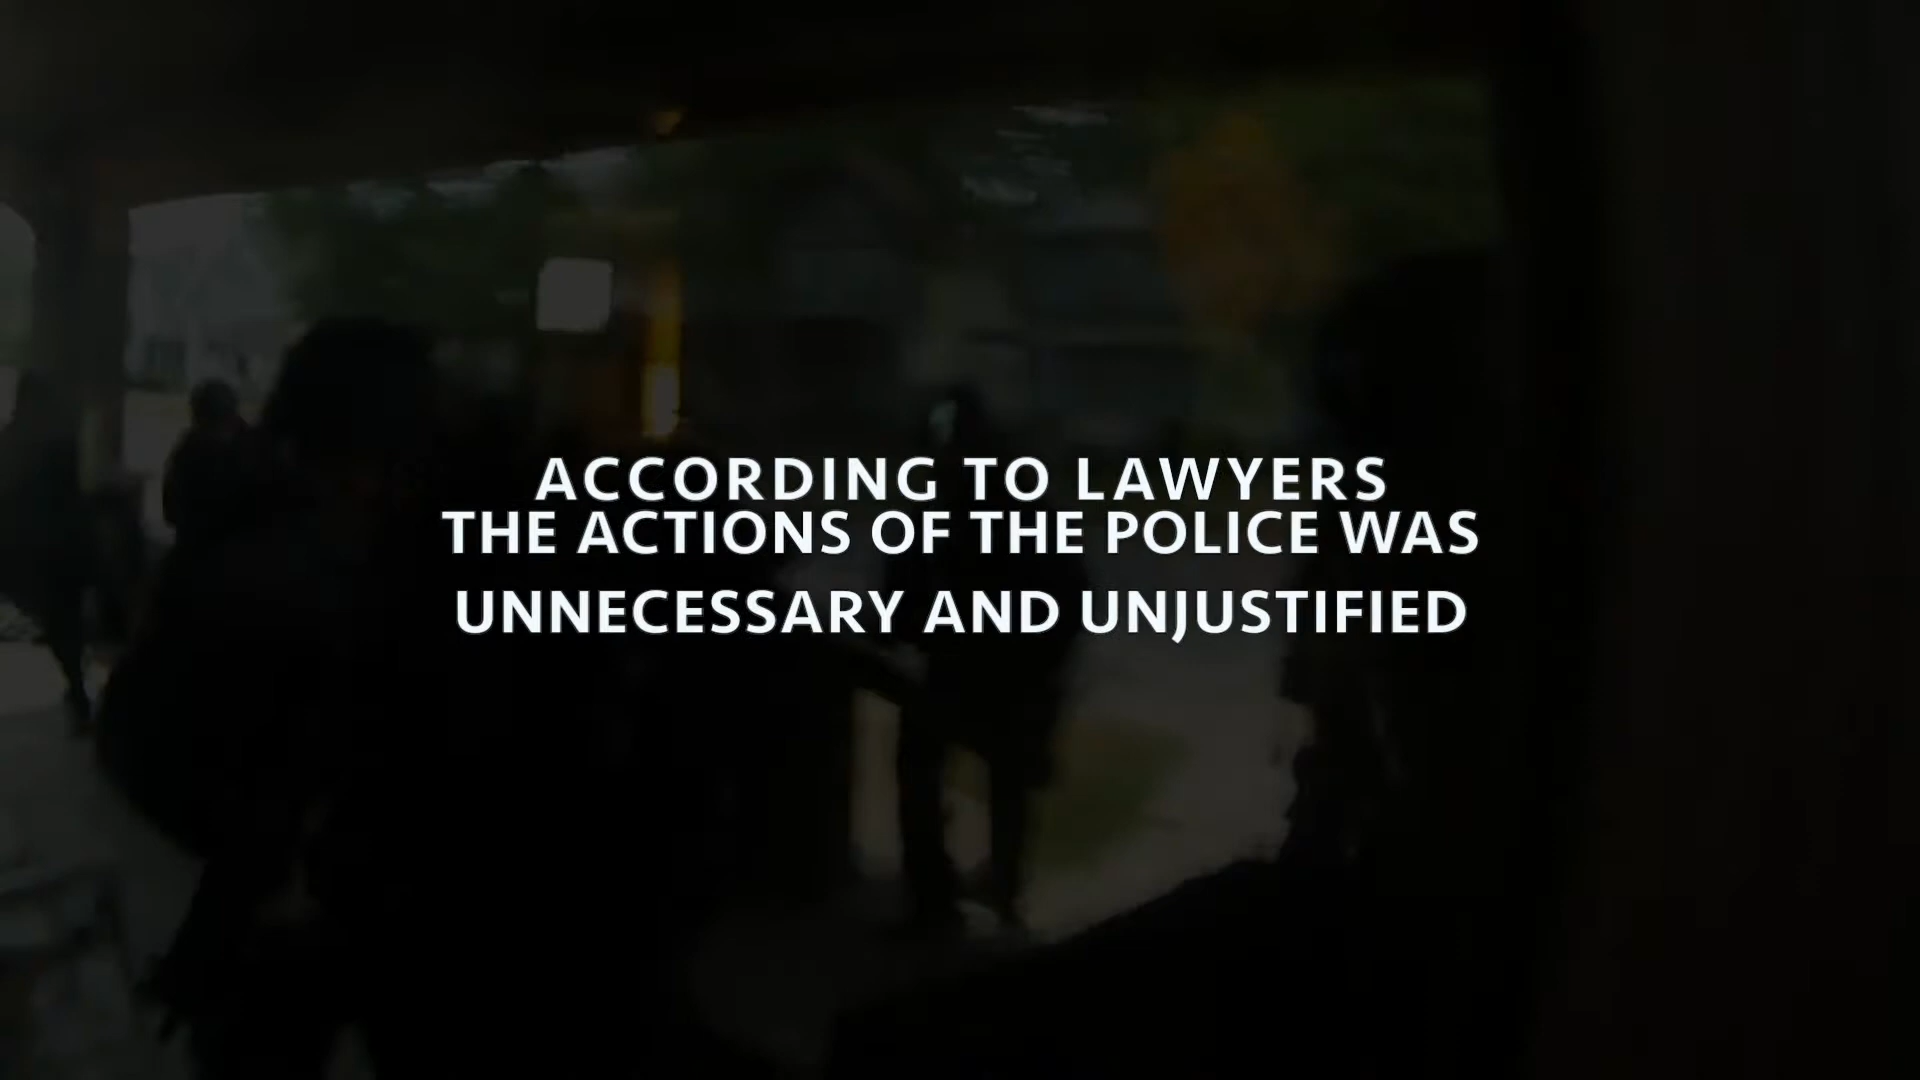 ACCORDING TO LAWYERS
THE ACTIONS OF THE POLICE WAS
UNNECESSARY AND UNJUSTIFIED